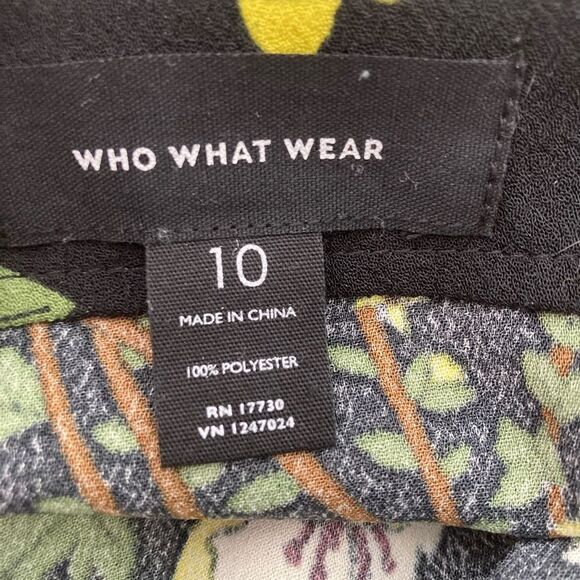 WHO WHAT WEAR
10
MADE IN CHINA
100% POLYESTER
RN 17730
VN 1247024